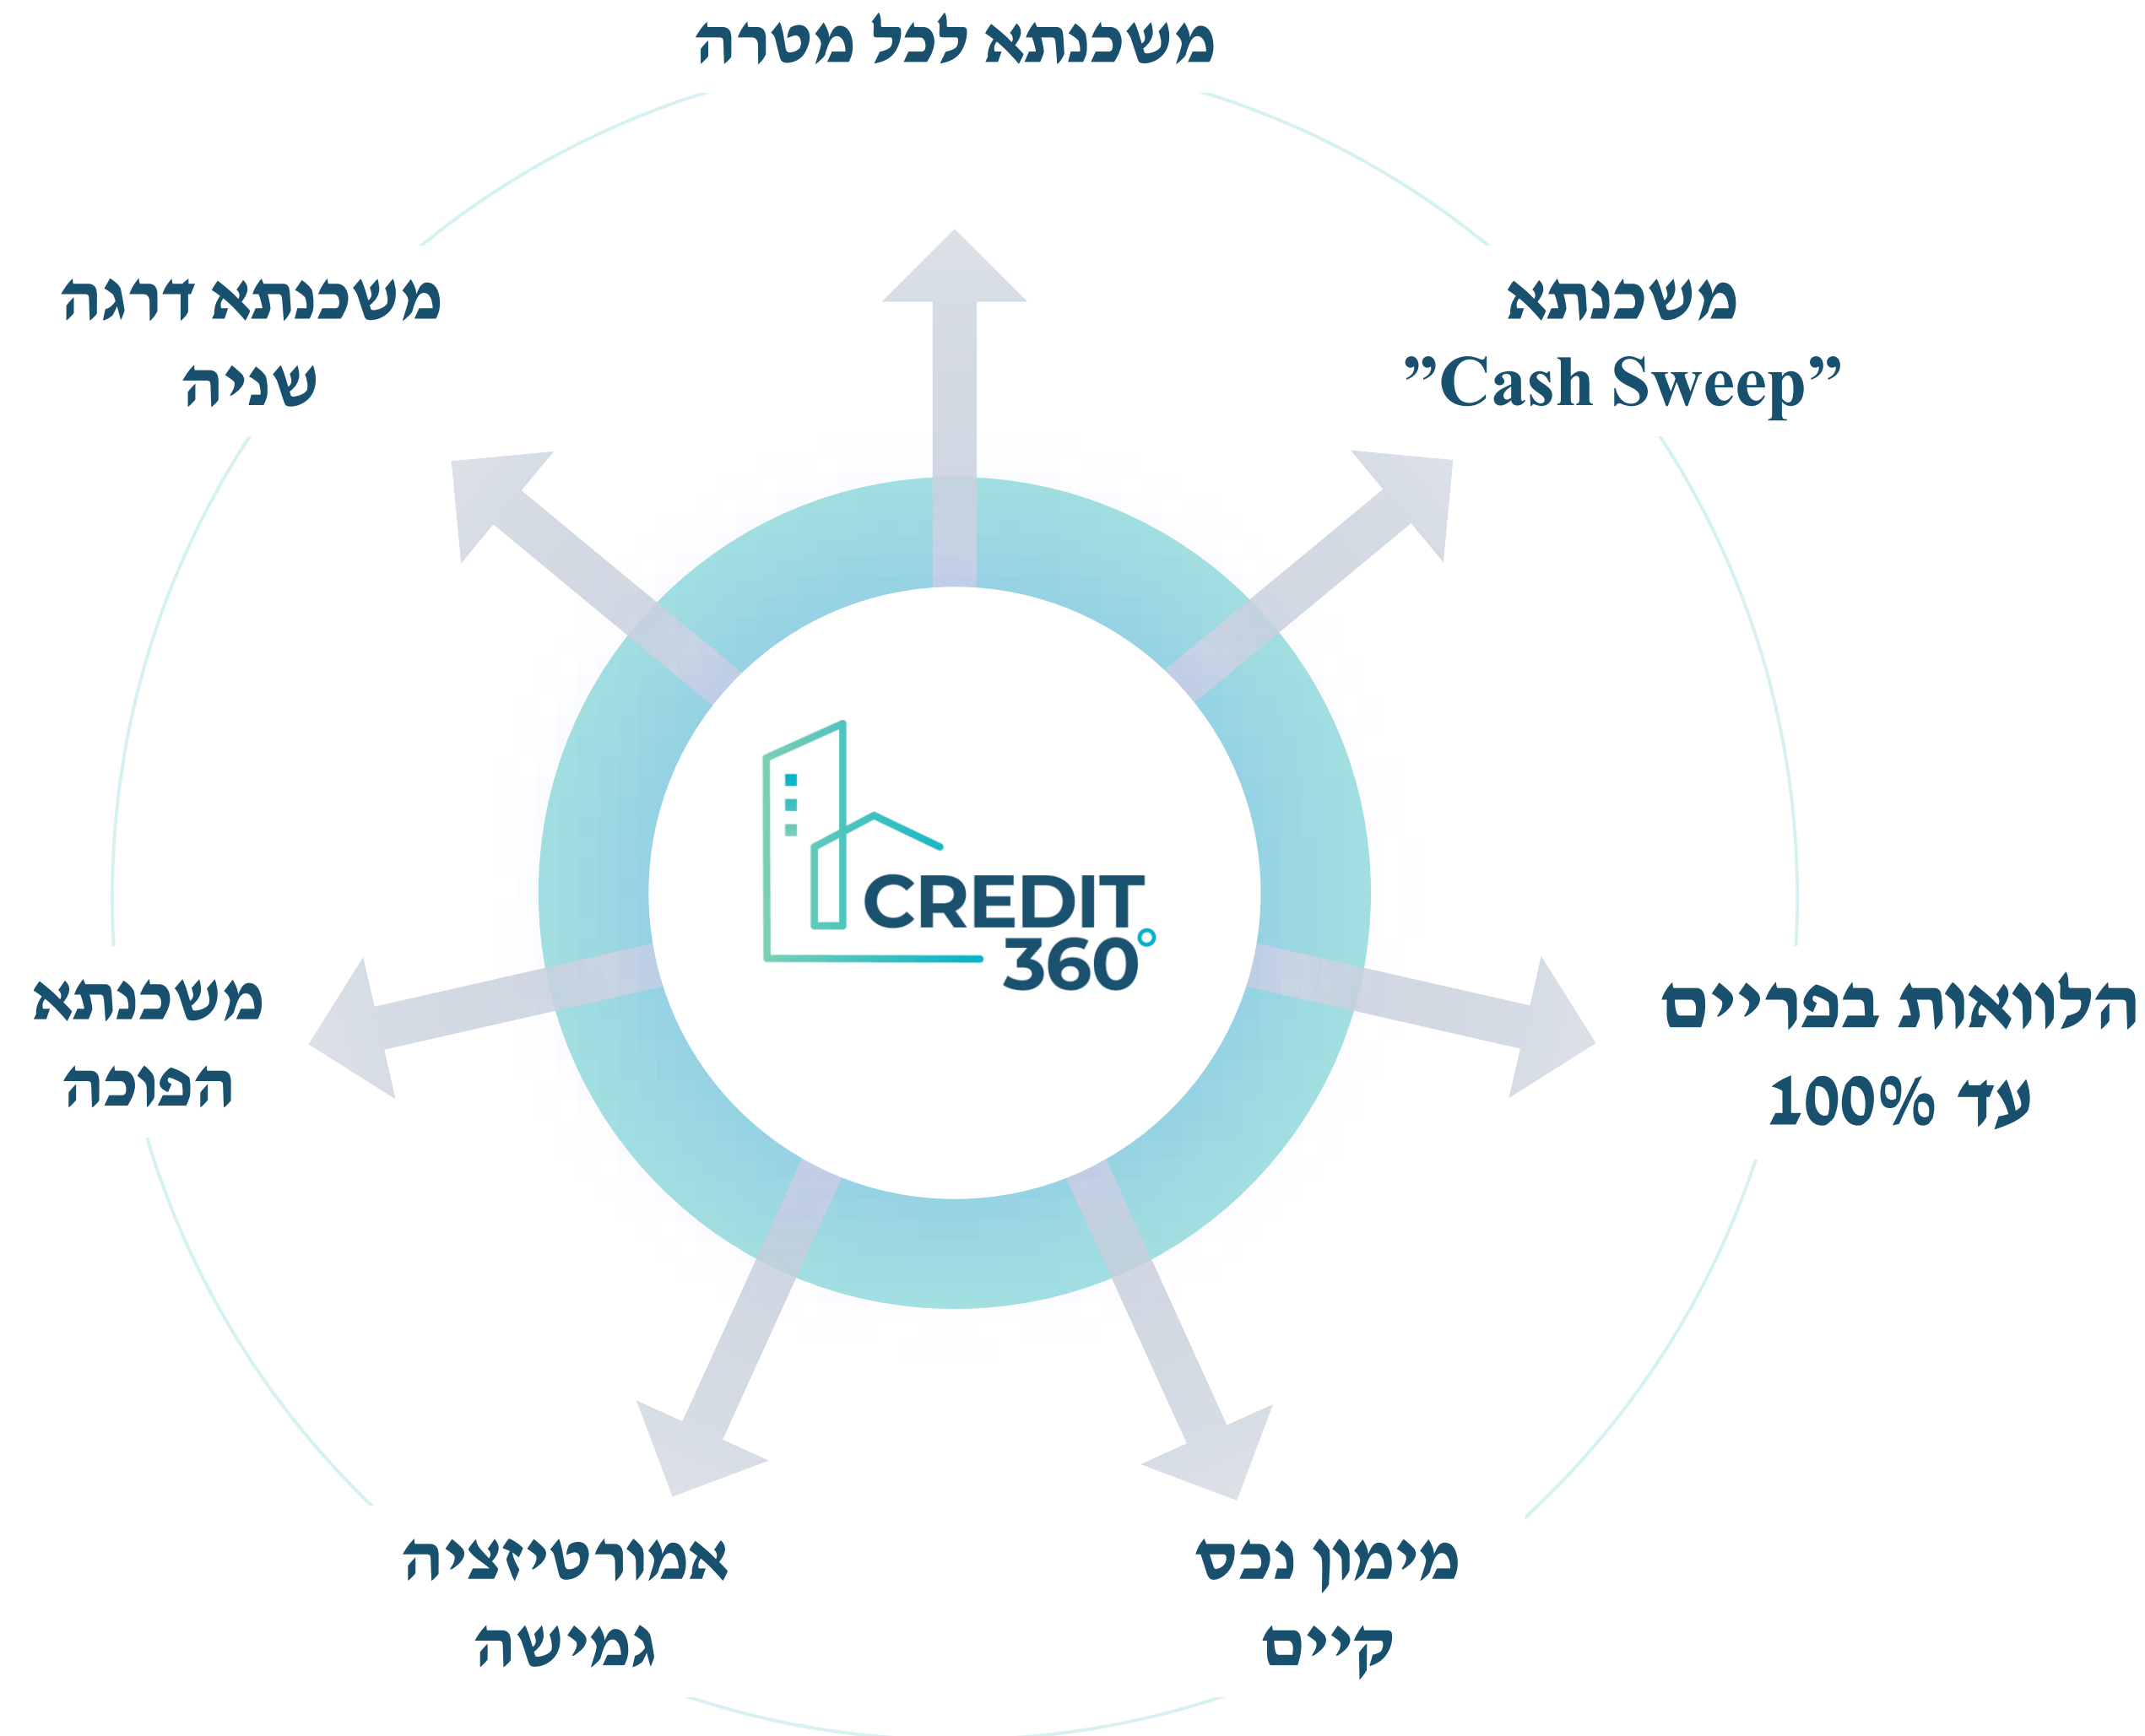 משכנתא לכל מטרה
משכנתא
”Cash Sweep”
הלוואות בפריים
עד 100%
מימון נכס
קיים
אמורטיזציה
גמישה
משכנתא
הפוכה
משכנתא דרגה
שניה
CREDIT
360°